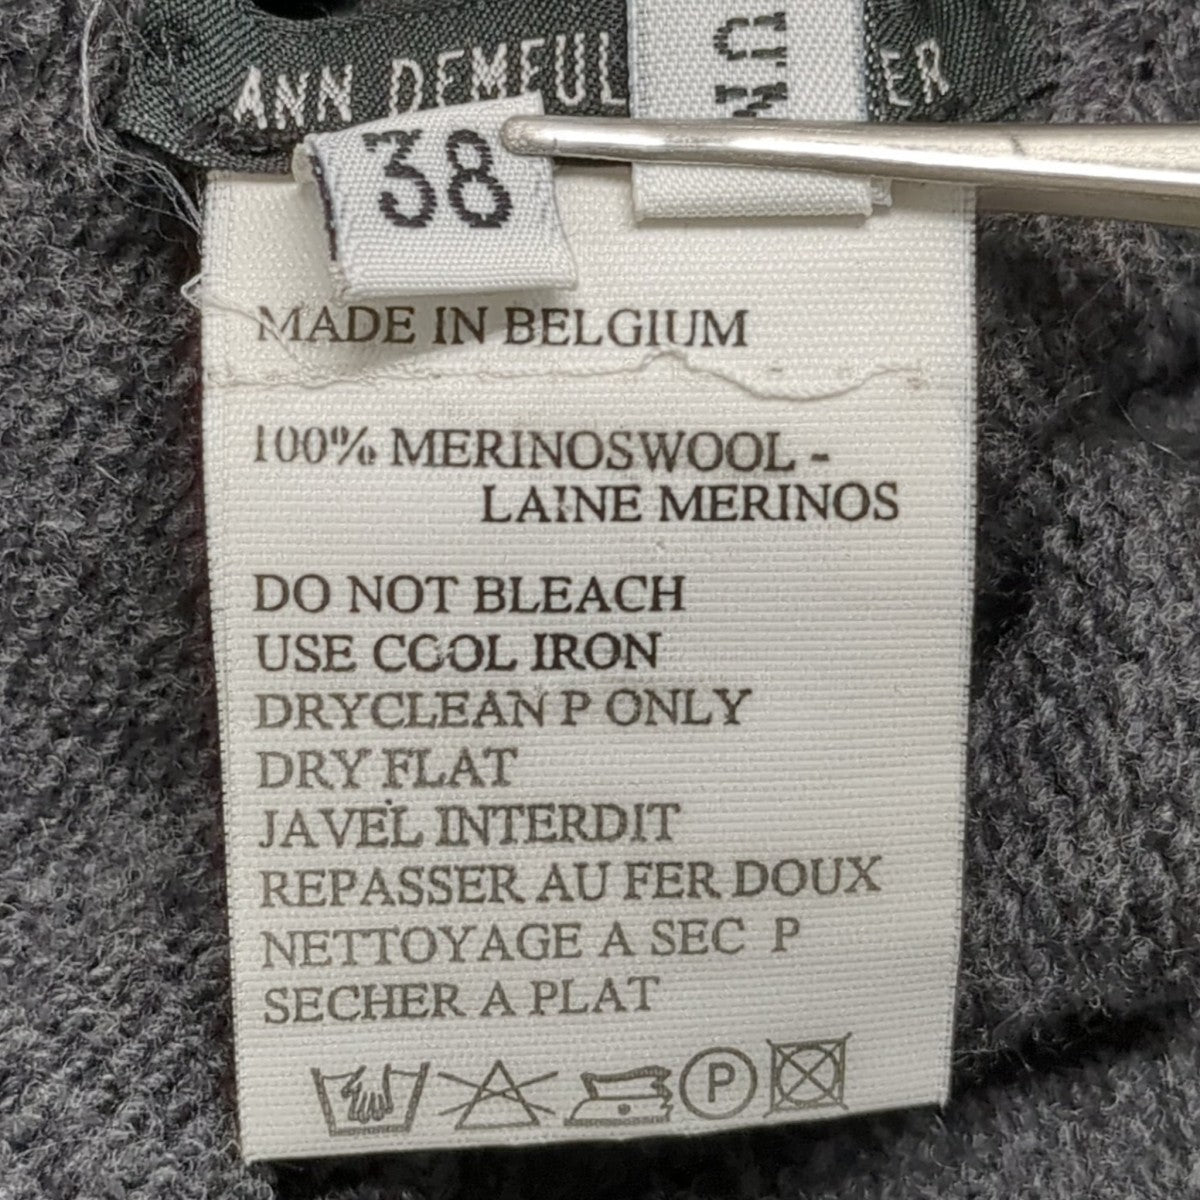 ANN DEMEUL ER
38
MADE IN BELGIUM
100% MERINOSWOOL -
LAINE MERINOS
DO NOT BLEACH
USE COOL IRON
DRYCLEAN P ONLY
DRY FLAT
JAVEL INTERDIT
REPASSER AU FER DOUX
NETTOYAGE A SEC P
SECHER A PLAT
P